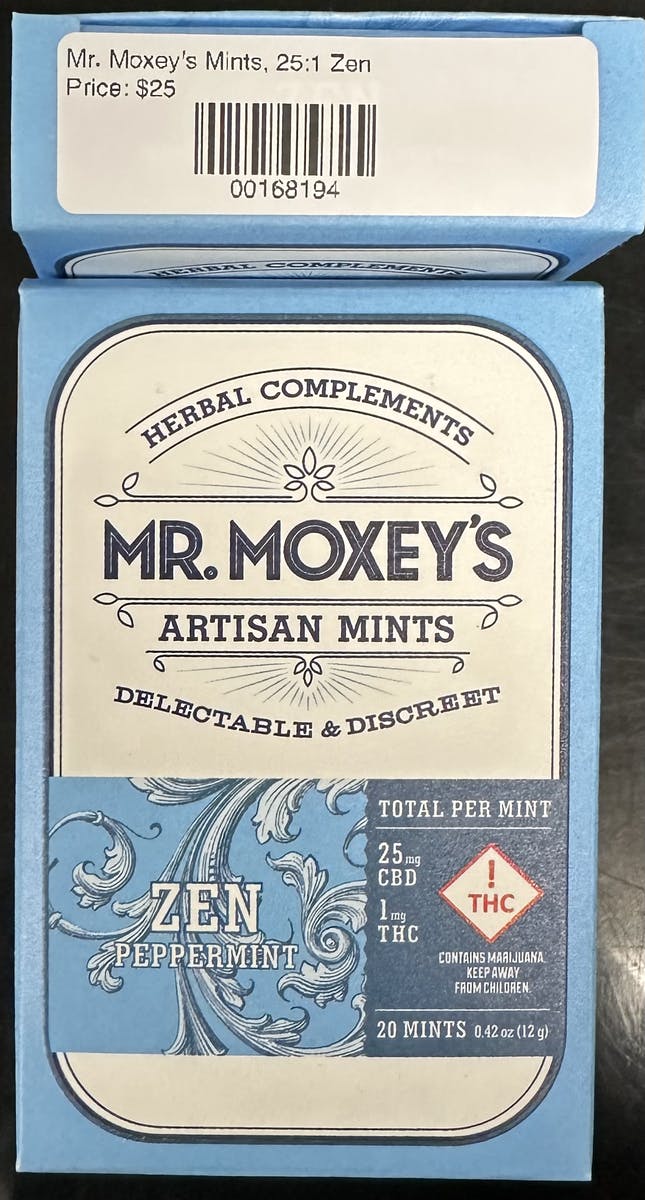 Mr. Moxey's Mints, 25:1 Zen
Price: $25
00168194
HERBAL COMPLEMENTS
HERBAL COMPLEMENTS
MR. MOXEY'S
ARTISAN MINTS
DELECTABLE & DISCREET
ZEN
PEPPERMINT
TOTAL PER MINT
25mg
CBD
1mg
THC
!
THC
CONTAINS MARIJUANA.
KEEP AWAY
FROM CHILDREN.
20 MINTS 0.42 oz (12 g)